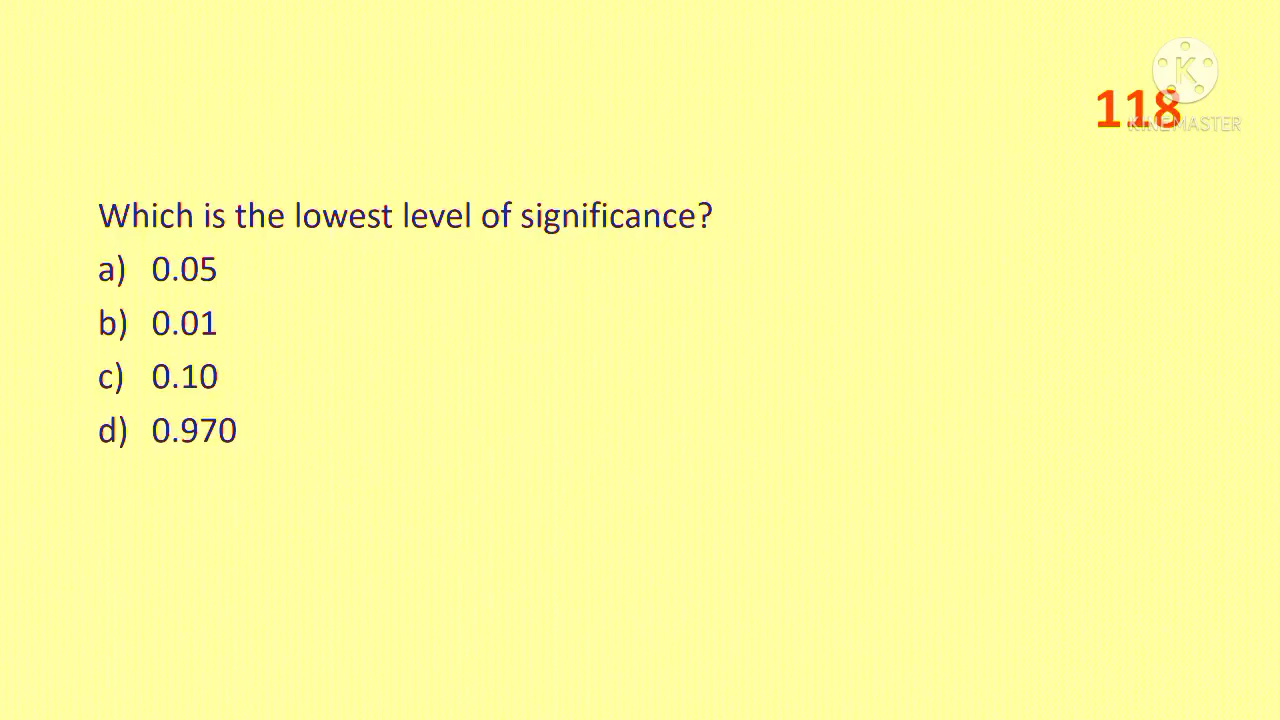 118
KINEMASTER
Which is the lowest level of significance?
a) 0.05
b) 0.01
c) 0.10
d) 0.970